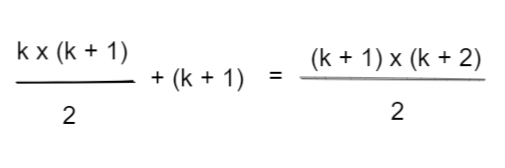 k x (k + 1)
2
+ (k + 1) =
(k + 1) x (k + 2)
2